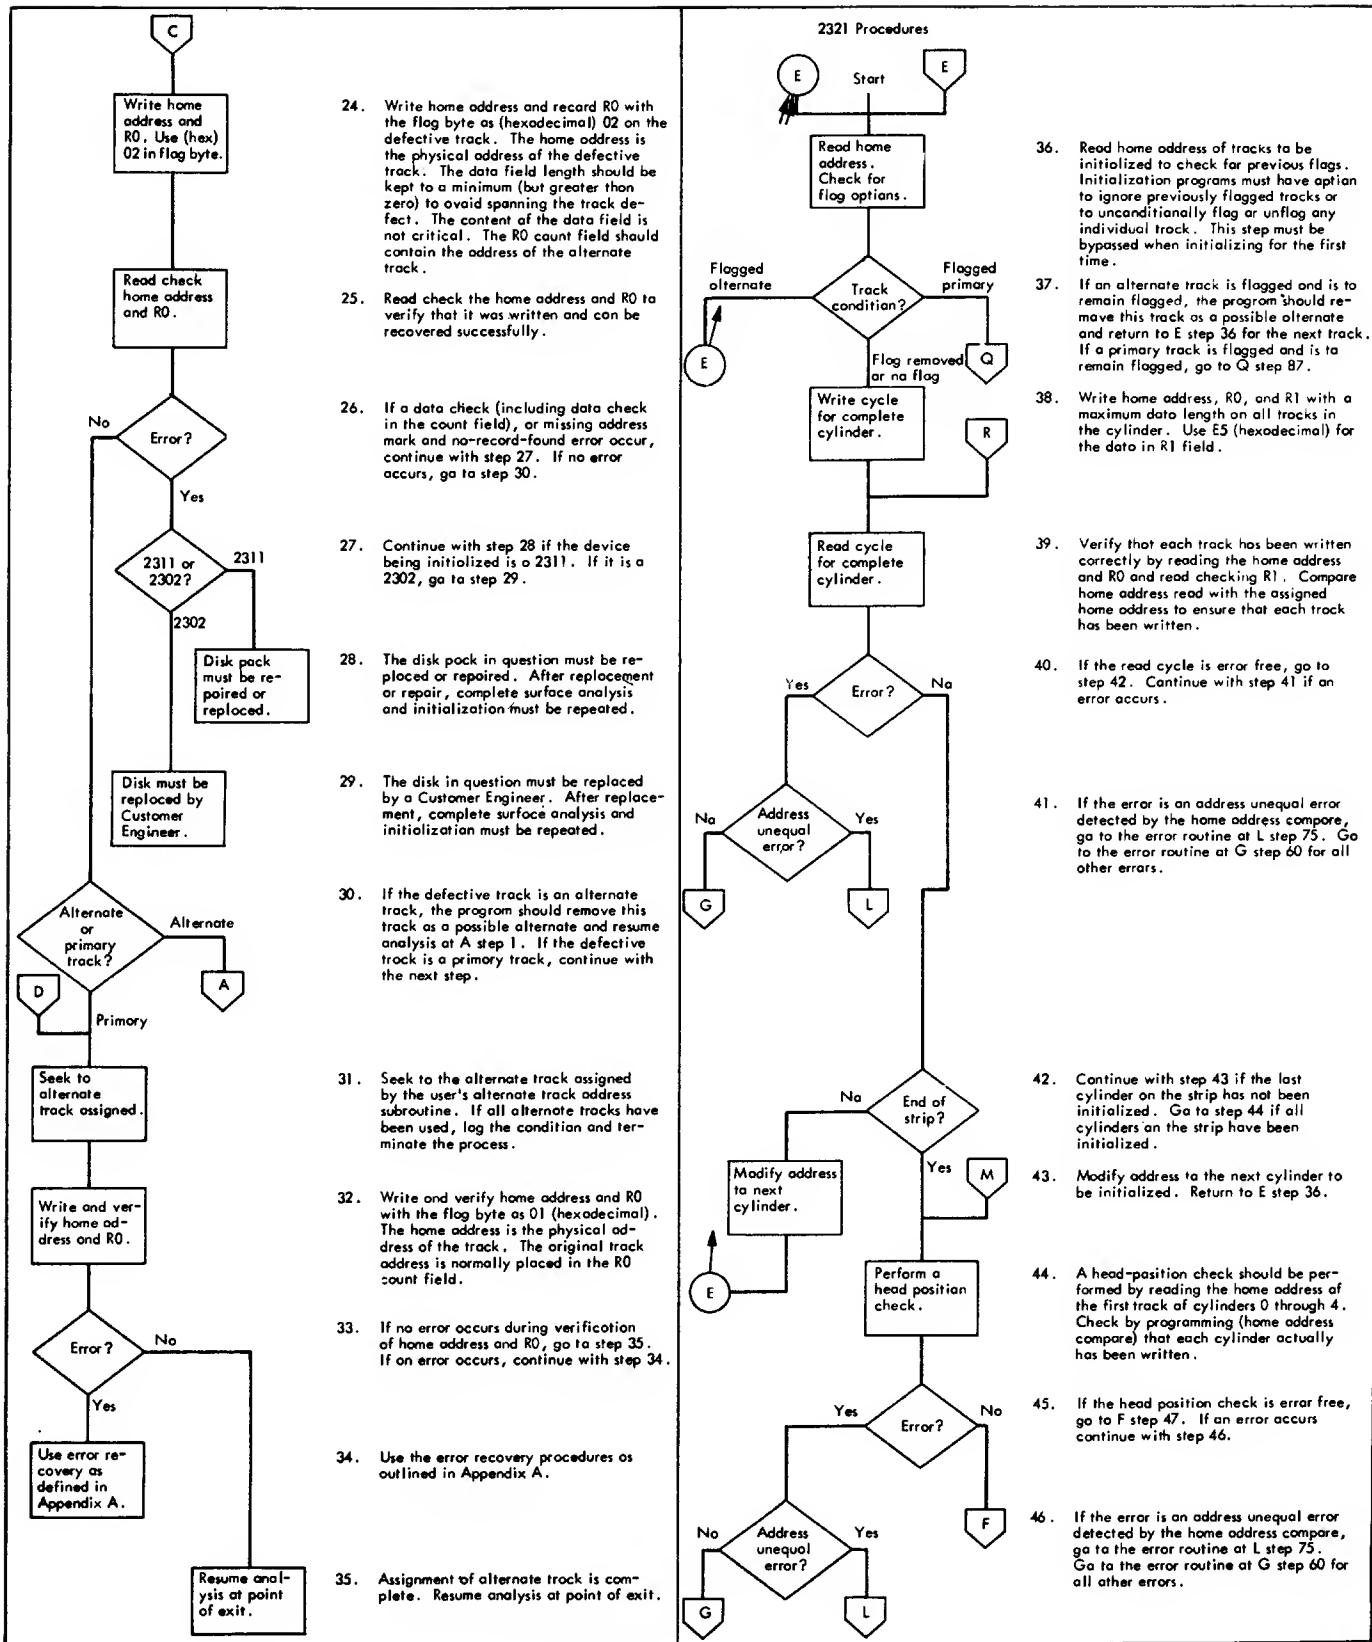 C
Write home
address and
R0. Use (hex)
02 in flag byte.
24. Write home address and record R0 with
the flag byte as (hexadecimal) 02 on the
defective track. The home address is
the physical address of the defective
track. The data field length should be
kept to a minimum (but greater than
zero) to avoid spanning the track de-
fect. The content of the data field is
not critical. The R0 count field should
contain the address of the alternate
track.
Read check
home address
and R0.
25. Read check the home address and R0 to
verify that it was written and can be
recovered successfully.
No
Error?
Yes
26. If a data check (including data check
in the count field), or missing address
mark and no-record-found error occur,
continue with step 27. If no error
occurs, go to step 30.
2311 or
2302?
2311
2302
27. Continue with step 28 if the device
being initialized is a 2311. If it is a
2302, go to step 29.
Disk pack
must be re-
paired or
replaced.
28. The disk pack in question must be re-
placed or repaired. After replacement
or repair, complete surface analysis
and initialization must be repeated.
Disk must be
replaced by
Customer
Engineer.
29. The disk in question must be replaced
by a Customer Engineer. After replace-
ment, complete surface analysis and
initialization must be repeated.
Alternate
or
primary
track?
Alternate
D
A
Primary
30. If the defective track is an alternate
track, the program should remove this
track as a possible alternate and resume
analysis at A step 1. If the defective
track is a primary track, continue with
the next step.
Seek to
alternate
track assigned.
31. Seek to the alternate track assigned
by the user's alternate track address
subroutine. If all alternate tracks have
been used, log the condition and ter-
minate the process.
Write and ver-
ify home ad-
dress and R0.
32. Write and verify home address and R0
with the flag byte as 01 (hexadecimal).
The home address is the physical ad-
dress of the track. The original track
address is normally placed in the R0
count field.
Error?
No
Yes
33. If no error occurs during verification
of home address and R0, go to step 35.
If an error occurs, continue with step 34.
Use error re-
covery as
defined in
Appendix A.
34. Use the error recovery procedures as
outlined in Appendix A.
Resume anal-
ysis at point
of exit.
35. Assignment of alternate track is com-
plete. Resume analysis at point of exit.
2321 Procedures
E
Start
E
Read home
address.
Check for
flag options.
36. Read home address of tracks to be
initialized to check for previous flags.
Initialization programs must have option
to ignore previously flagged tracks or
to unconditionally flag or unflag any
individual track. This step must be
bypassed when initializing for the first
time.
Flagged
alternate
Track
condition?
Flagged
primary
E
Q
Flag removed
or no flag
37. If an alternate track is flagged and is to
remain flagged, the program should re-
move this track as a possible alternate
and return to E step 36 for the next track.
If a primary track is flagged and is to
remain flagged, go to Q step 87.
Write cycle
for complete
cylinder.
R
38. Write home address, R0, and R1 with a
maximum data length on all tracks in
the cylinder. Use E5 (hexadecimal) for
the data in R1 field.
Read cycle
for complete
cylinder.
39. Verify that each track has been written
correctly by reading the home address
and R0 and read checking R1. Compare
home address read with the assigned
home address to ensure that each track
has been written.
Yes
Error?
No
40. If the read cycle is error free, go to
step 42. Continue with step 41 if an
error occurs.
No
Address
unequal
error?
Yes
G
L
41. If the error is an address unequal error
detected by the home address compare,
go to the error routine at L step 75. Go
to the error routine at G step 60 for all
other errors.
No
End of
strip?
Yes
42. Continue with step 43 if the last
cylinder on the strip has not been
initialized. Go to step 44 if all
cylinders on the strip have been
initialized.
Modify address
to next
cylinder.
M
43. Modify address to the next cylinder to
be initialized. Return to E step 36.
E
Perform a
head position
check.
44. A head-position check should be per-
formed by reading the home address of
the first track of cylinders 0 through 4.
Check by programming (home address
compare) that each cylinder actually
has been written.
Yes
Error?
No
F
45. If the head position check is error free,
go to F step 47. If an error occurs
continue with step 46.
No
Address
unequal
error?
Yes
G
L
46. If the error is an address unequal error
detected by the home address compare,
go to the error routine at L step 75.
Go to the error routine at G step 60 for
all other errors.